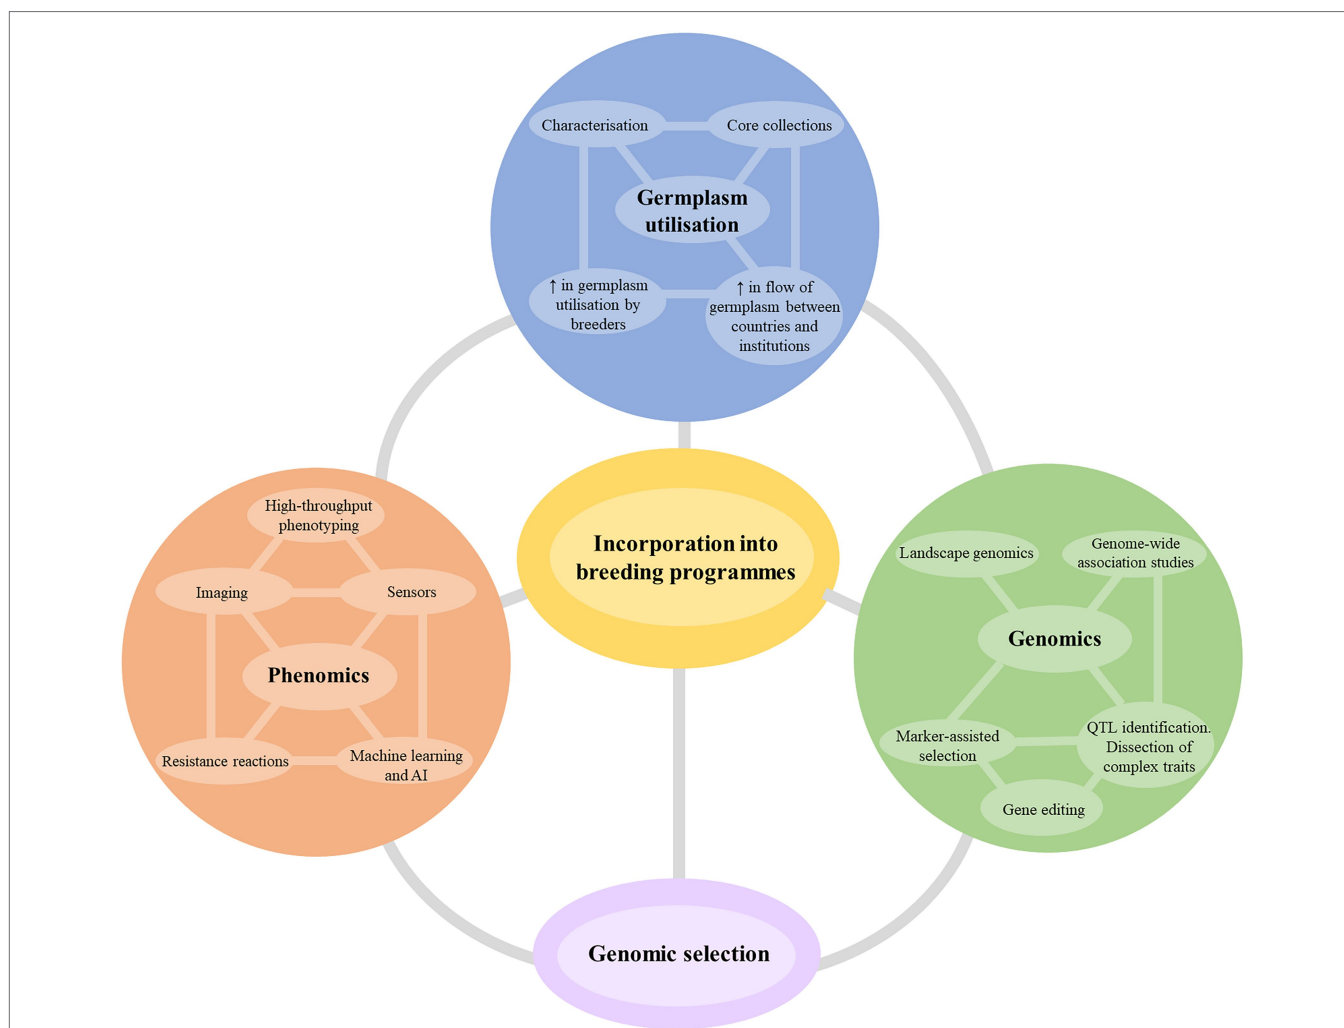 Characterisation
Core collections
Germplasm
utilisation
↑ in germplasm
utilisation by
breeders
↑ in flow of
germplasm between
countries and
institutions
Incorporation into
breeding programmes
High-throughput
phenotyping
Imaging
Sensors
Phenomics
Resistance reactions
Machine learning
and AI
Landscape genomics
Genome-wide
association studies
Genomics
Marker-assisted
selection
QTL identification.
Dissection of
complex traits
Gene editing
Genomic selection